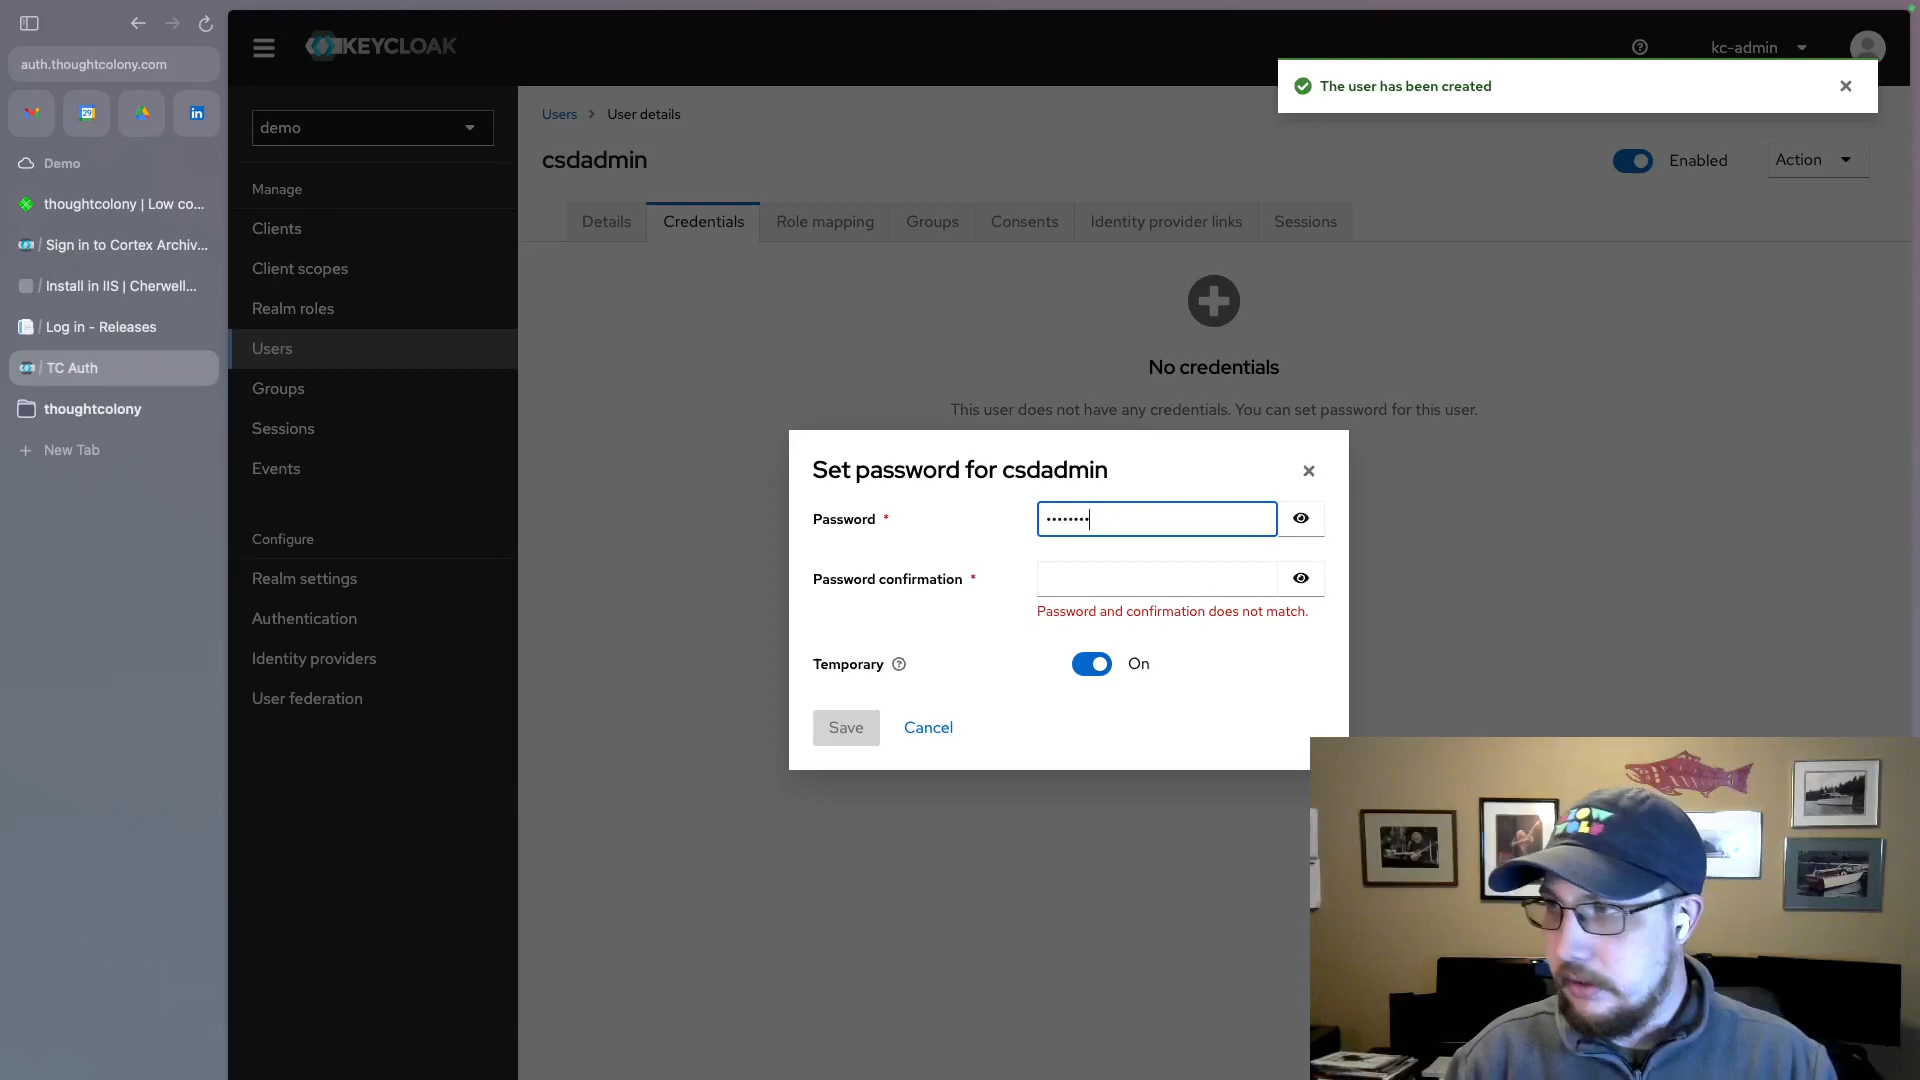 auth.thoughtcolony.com
Demo
thoughtcolony | Low co...
/ Sign in to Cortex Archiv...
/ Install in IIS | Cherwell...
/ Log in - Releases
/ TC Auth
thoughtcolony
New Tab
KEYCLOAK
kc-admin
The user has been created
demo
Manage
Clients
Client scopes
Realm roles
Users
Groups
Sessions
Events
Configure
Realm settings
Authentication
Identity providers
User federation
Users > User details
csdadmin
Enabled
Action
Details Credentials Role mapping Groups Consents Identity provider links Sessions
No credentials
This user does not have any credentials. You can set password for this user.
Set password for csdadmin
Password *
••••••••
Password confirmation *
Password and confirmation does not match.
Temporary
On
Save Cancel